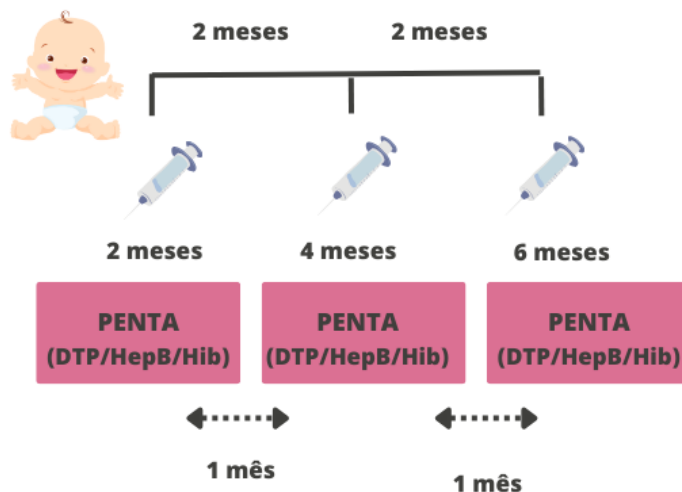 2 meses 2 meses
2 meses 4 meses 6 meses
PENTA PENTA PENTA
(DTP/HepB/Hib) (DTP/HepB/Hib) (DTP/HepB/Hib)
1 mês 1 mês